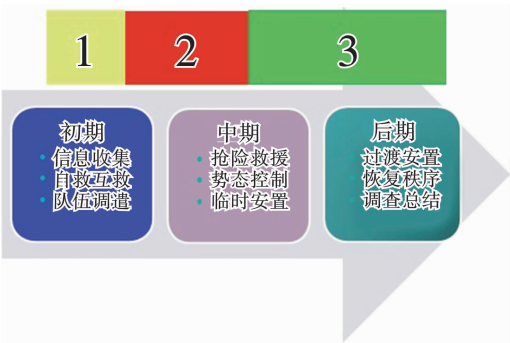 1 2 3
初期
• 信息收集
• 自救互救
• 队伍调遣
中期
• 抢险救援
• 势态控制
• 临时安置
后期
过渡安置
恢复秩序
调查总结